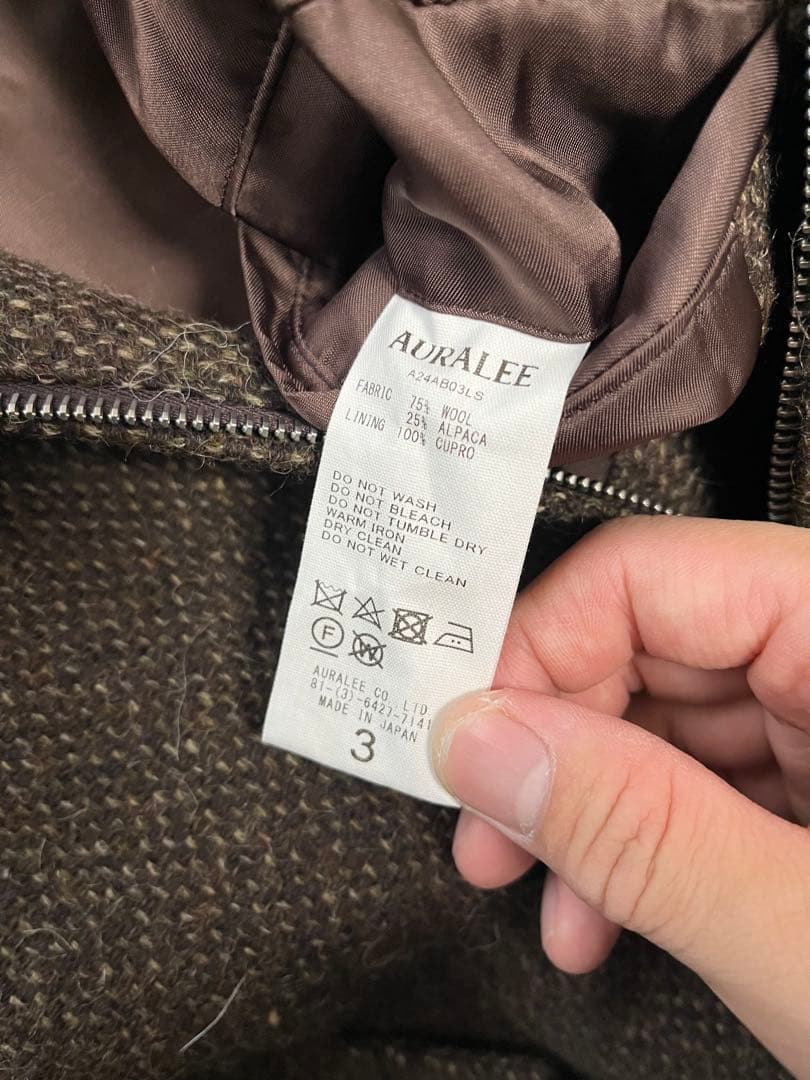 AURALEE
A24AB03LS
FABRIC 75% WOOL
25% ALPACA
LINING 100% CUPRO
DO NOT WASH
DO NOT BLEACH
DO NOT TUMBLE DRY
WARM IRON
DRY CLEAN
DO NOT WET CLEAN
F
W
AURALEE CO., LTD.
81-(3)-6427-7141
MADE IN JAPAN
3